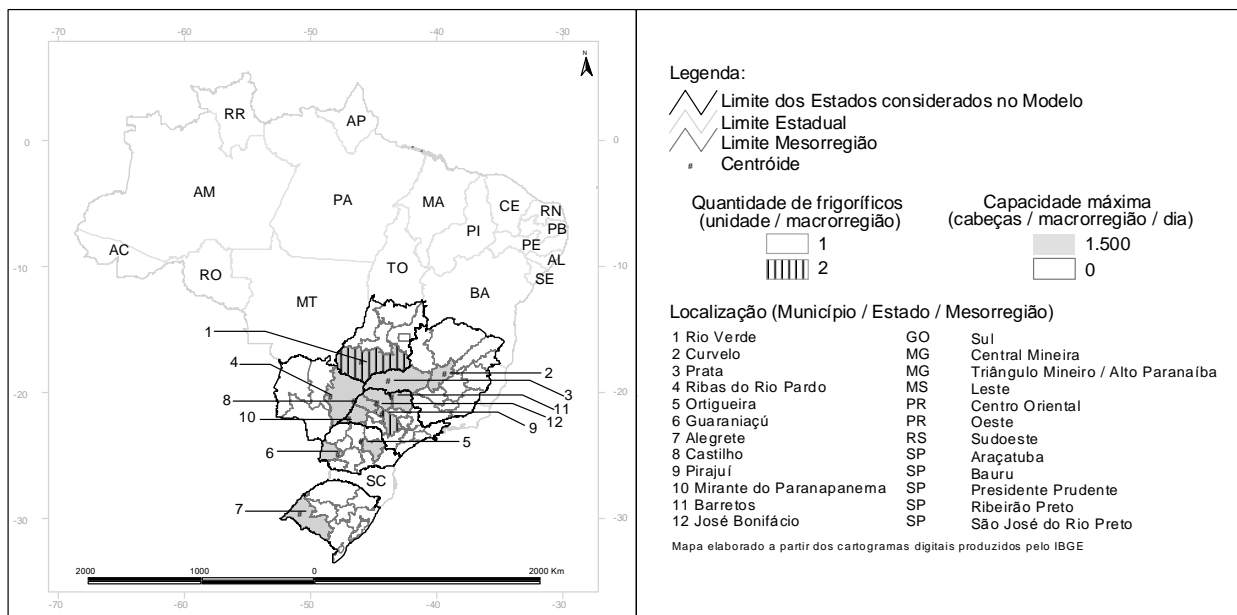 -70 -60 -50 -40 -30
N
RR
AP
0 0
AM
PA
MA
CE
RN
PB
PI
PE
AC
AL
TO
SE
RO
-10 -10
BA
MT
1
4
2
3
-20 -20
8
11
12
10
9
5
6
SC
7
-30 -30
2000 1000 0 2000 Km
-70 -60 -50 -40 -30
Legenda:
Limite dos Estados considerados no Modelo
Limite Estadual
Limite Mesorregião
# Centróide
Quantidade de frigoríficos Capacidade máxima
(unidade / macrorregião) (cabeças / macrorregião / dia)
1 1.500
2 0
Localização (Município / Estado / Mesorregião)
1 Rio Verde GO Sul
2 Curvelo MG Central Mineira
3 Prata MG Triângulo Mineiro / Alto Paranaíba
4 Ribas do Rio Pardo MS Leste
5 Ortigueira PR Centro Oriental
6 Guaraniaçú PR Oeste
7 Alegrete RS Sudoeste
8 Castilho SP Araçatuba
9 Pirajuí SP Bauru
10 Mirante do Paranapanema SP Presidente Prudente
11 Barretos SP Ribeirão Preto
12 José Bonifácio SP São José do Rio Preto
Mapa elaborado a partir dos cartogramas digitais produzidos pelo IBGE